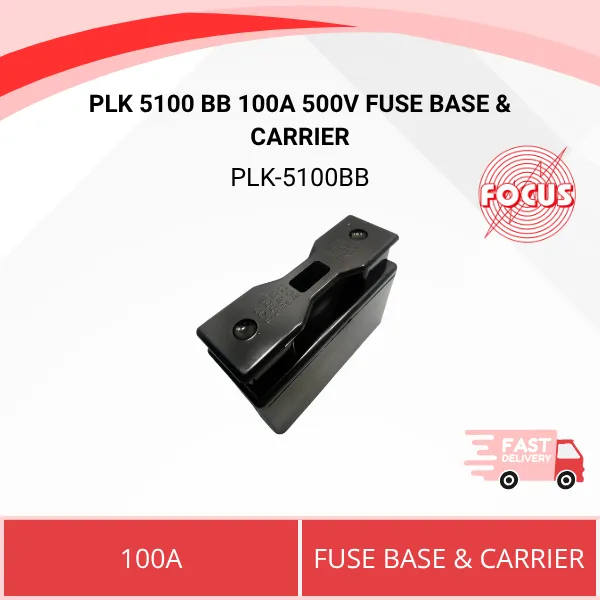 PLK 5100 BB 100A 500V FUSE BASE &
CARRIER
PLK-5100BB
FOCUS
FAST
DELIVERY
100A
FUSE BASE & CARRIER